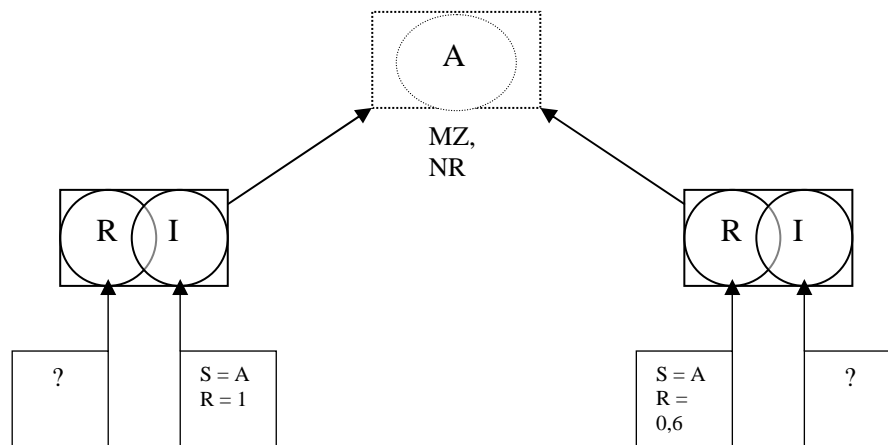 A
MZ,
NR
R I
R I
?
S = A
R = 1
S = A
R =
0,6
?